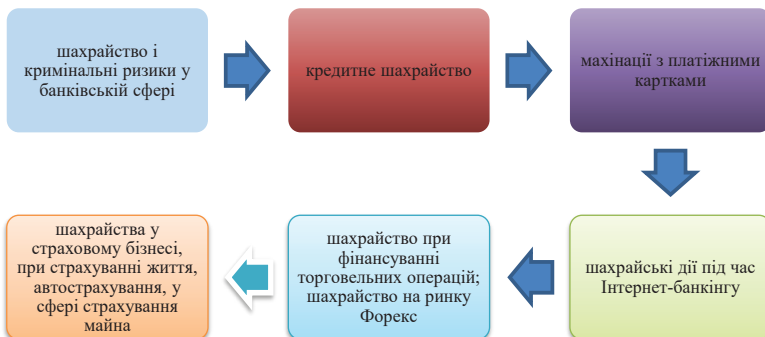 шахрайство і
кримінальні ризики у
банківській сфері
кредитне шахрайство
махінації з платіжними
картками
шахрайські дії під час
Інтернет-банкінгу
шахрайство при
фінансуванні
торговельних операцій;
шахрайство на ринку
Форекс
шахрайства у
страховому бізнесі,
при страхуванні життя,
автострахування, у
сфері страхування
майна